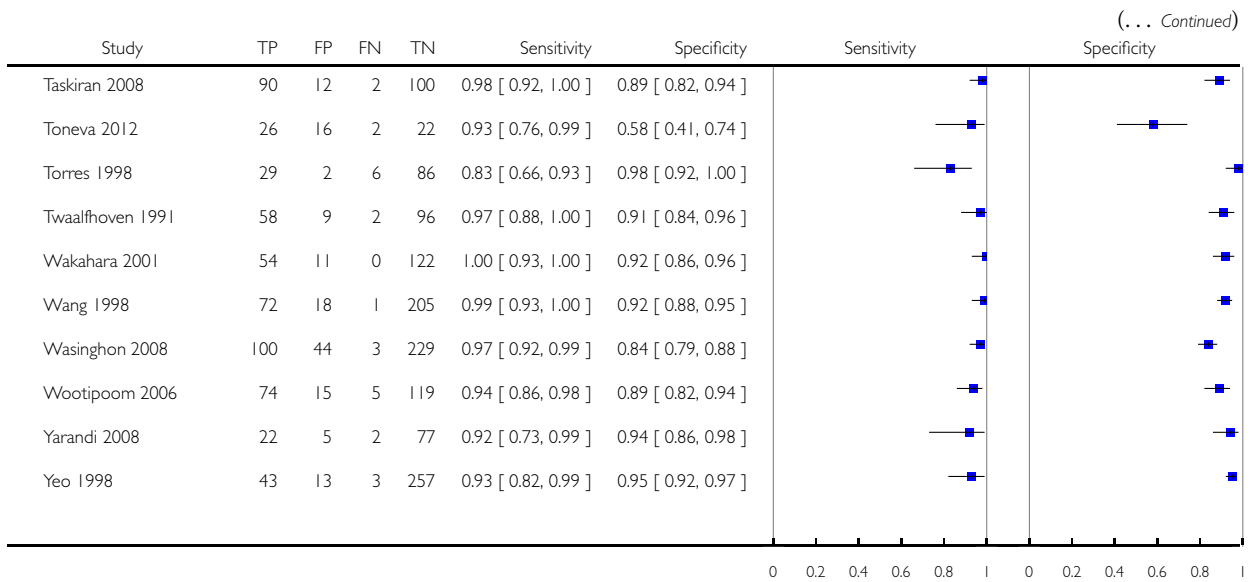 (... Continued)
Study TP FP FN TN Sensitivity Specificity Sensitivity Specificity
Taskiran 2008 90 12 2 100 0.98 [ 0.92, 1.00 ] 0.89 [ 0.82, 0.94 ]
Toneva 2012 26 16 2 22 0.93 [ 0.76, 0.99 ] 0.58 [ 0.41, 0.74 ]
Torres 1998 29 2 6 86 0.83 [ 0.66, 0.93 ] 0.98 [ 0.92, 1.00 ]
Twaalfhoven 1991 58 9 2 96 0.97 [ 0.88, 1.00 ] 0.91 [ 0.84, 0.96 ]
Wakahara 2001 54 11 0 122 1.00 [ 0.93, 1.00 ] 0.92 [ 0.86, 0.96 ]
Wang 1998 72 18 1 205 0.99 [ 0.93, 1.00 ] 0.92 [ 0.88, 0.95 ]
Wasinghon 2008 100 44 3 229 0.97 [ 0.92, 0.99 ] 0.84 [ 0.79, 0.88 ]
Wootipoom 2006 74 15 5 119 0.94 [ 0.86, 0.98 ] 0.89 [ 0.82, 0.94 ]
Yarandi 2008 22 5 2 77 0.92 [ 0.73, 0.99 ] 0.94 [ 0.86, 0.98 ]
Yeo 1998 43 13 3 257 0.93 [ 0.82, 0.99 ] 0.95 [ 0.92, 0.97 ]
0 0.2 0.4 0.6 0.8 1 0 0.2 0.4 0.6 0.8 1